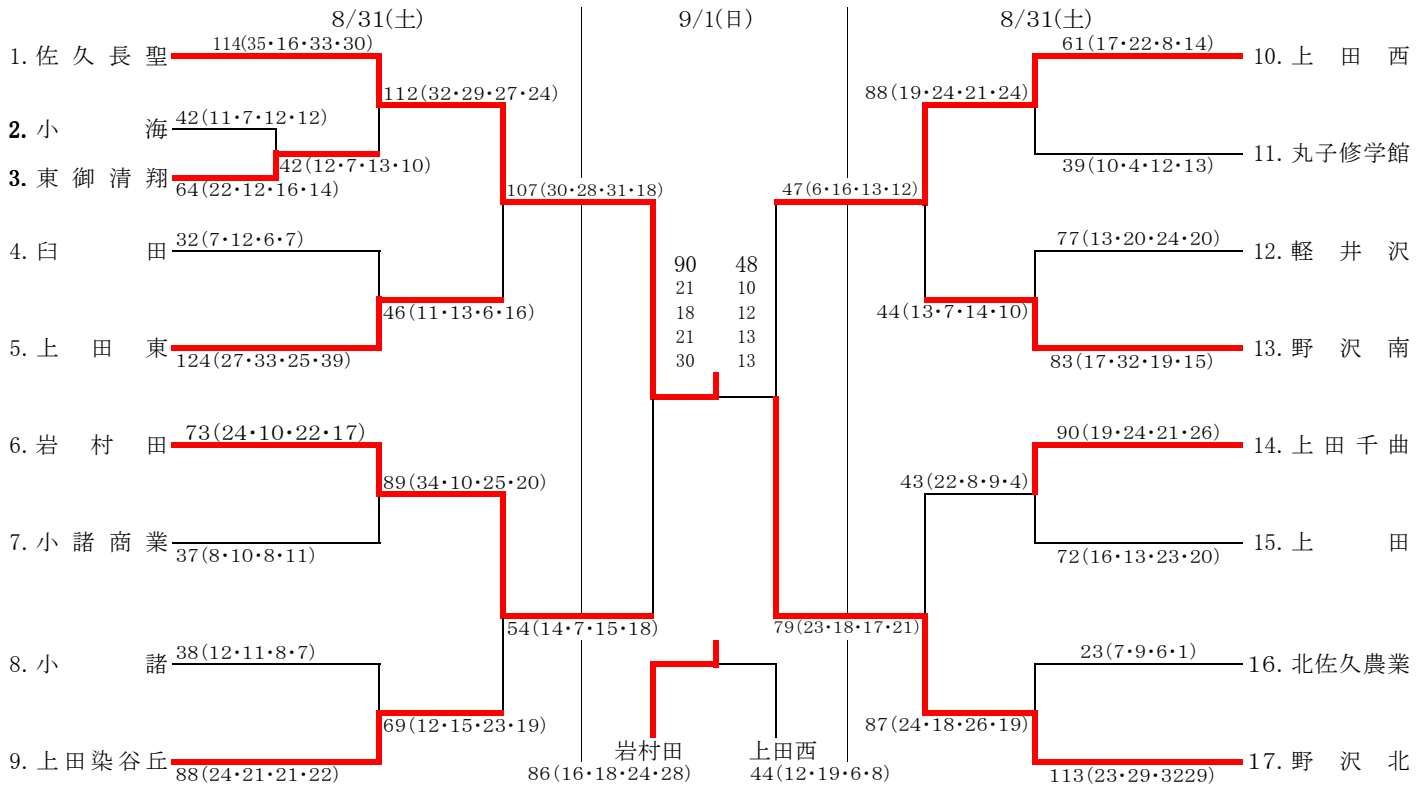 8/31(土)
9/1(日)
8/31(土)
1. 佐久長聖
114(35・16・33・30)
112(32・29・27・24)
2. 小海
42(11・7・12・12)
42(12・7・13・10)
3. 東御清翔
64(22・12・16・14)
107(30・28・31・18)
4. 臼田
32(7・12・6・7)
46(11・13・6・16)
5. 上田東
124(27・33・25・39)
6. 岩村田
73(24・10・22・17)
89(34・10・25・20)
7. 小諸商業
37(8・10・8・11)
54(14・7・15・18)
8. 小諸
38(12・11・8・7)
69(12・15・23・19)
9. 上田染谷丘
88(24・21・21・22)
90 48
21 10
18 12
21 13
30 13
岩村田
86(16・18・24・28)
上田西
44(12・19・6・8)
61(17・22・8・14)
10. 上田西
88(19・24・21・24)
39(10・4・12・13)
11. 丸子修学館
47(6・16・13・12)
77(13・20・24・20)
12. 軽井沢
44(13・7・14・10)
83(17・32・19・15)
13. 野沢南
90(19・24・21・26)
14. 上田千曲
43(22・8・9・4)
72(16・13・23・20)
15. 上田
79(23・18・17・21)
23(7・9・6・1)
16. 北佐久農業
87(24・18・26・19)
113(23・29・3229)
17. 野沢北